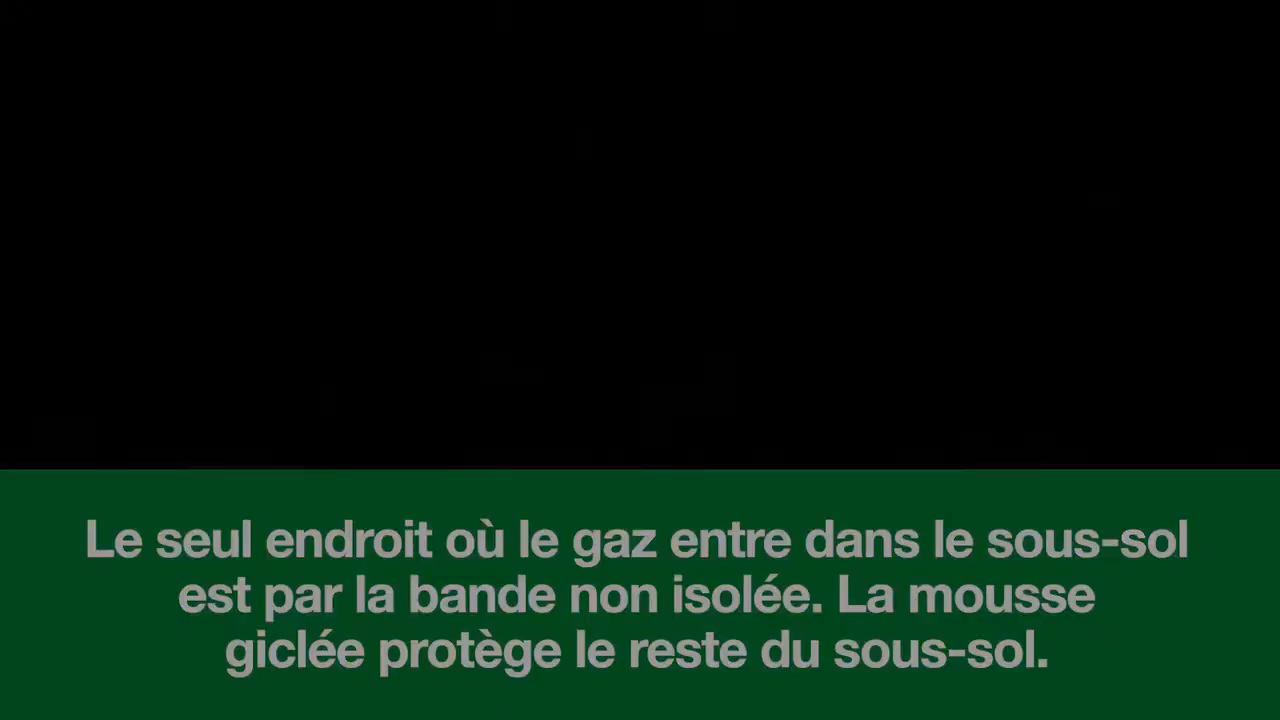 Le seul endroit où le gaz entre dans le sous-sol
est par la bande non isolée. La mousse
giclée protège le reste du sous-sol.